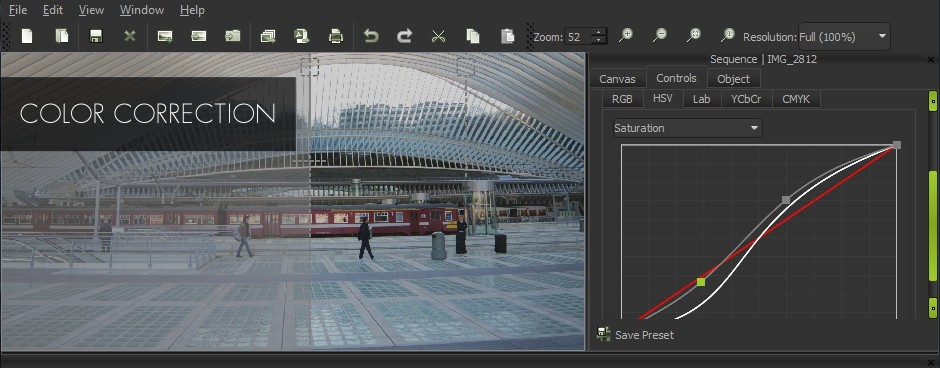 File Edit View Window Help
Zoom: 52 Resolution: Full (100%)
Sequence | IMG_2812
Canvas Controls Object
RGB HSV Lab YCbCr CMYK
Saturation
COLOR CORRECTION
Save Preset